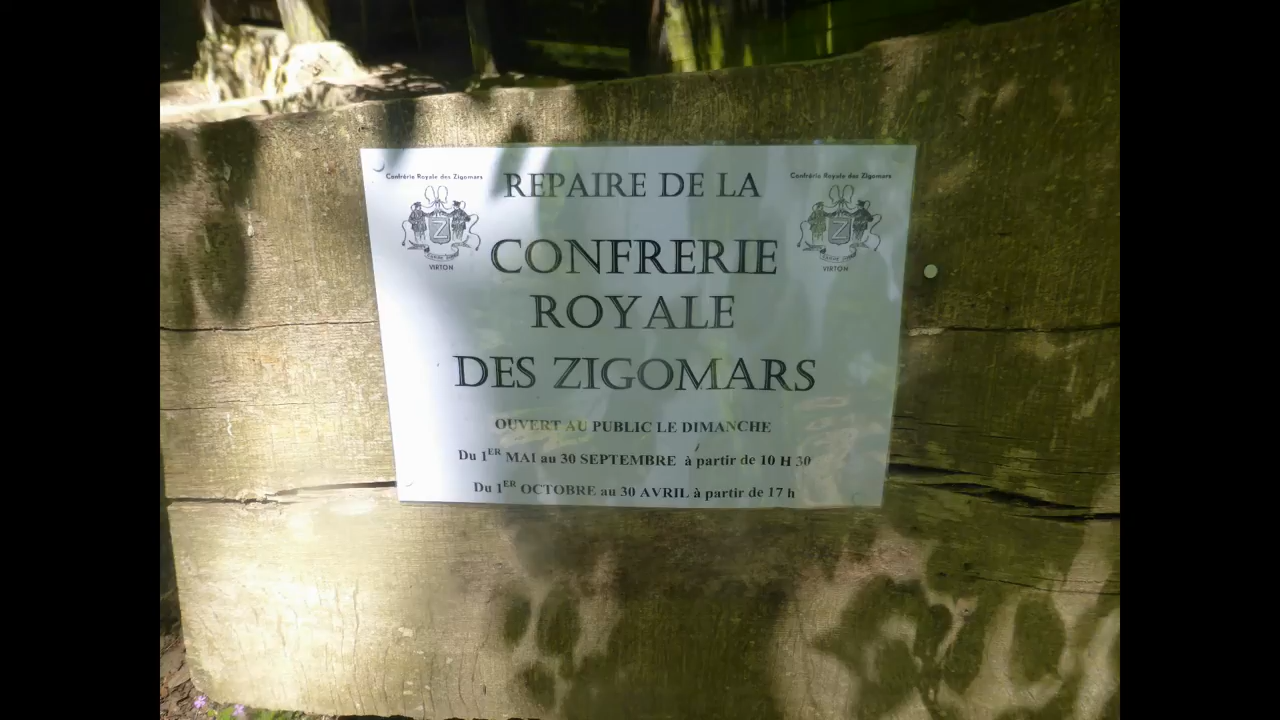 Confrérie Royale des Zigomars
REPAIRE DE LA
Confrérie Royale des Zigomars
Z
Z
VIRTON
VIRTON
CONFRERIE
ROYALE
DES ZIGOMARS
OUVERT AU PUBLIC LE DIMANCHE
Du 1ER MAI au 30 SEPTEMBRE à partir de 10 H 30
Du 1ER OCTOBRE au 30 AVRIL à partir de 17 h